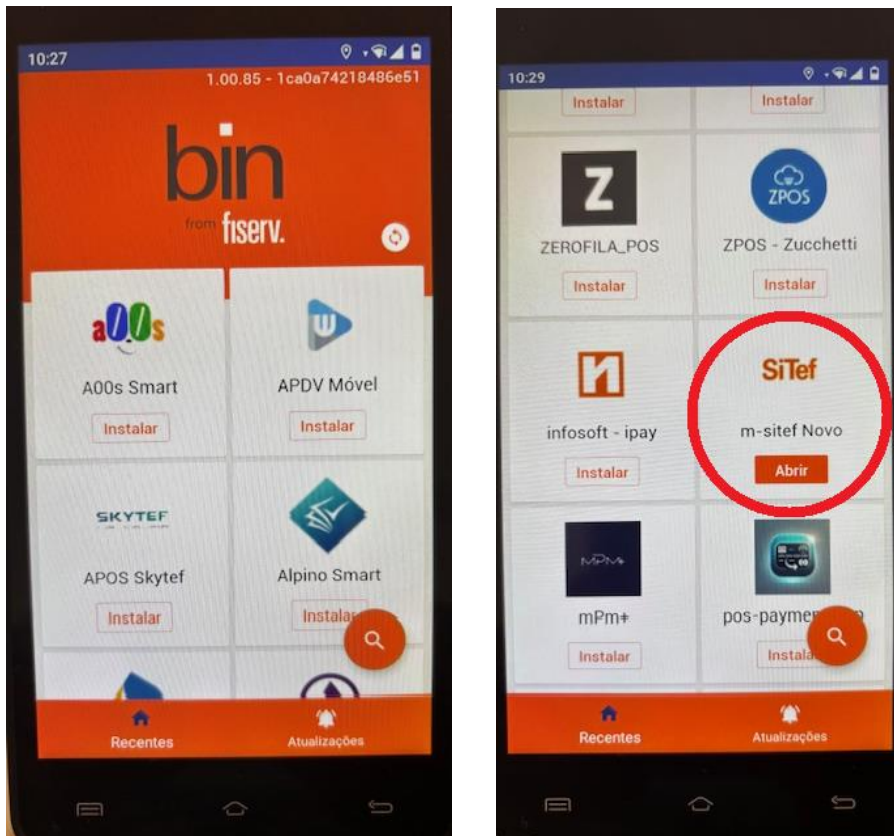 10:27
1.00.85 - 1ca0a74218486e51
bin
from fiserv.
a00s
A00s Smart
Instalar
APDV Móvel
Instalar
SKYTEF
APOS Skytef
Instalar
Alpino Smart
Instalar
Recentes
Atualizações
10:29
Instalar
Instalar
Z
ZEROFILA_POS
Instalar
ZPOS
ZPOS - Zucchetti
Instalar
infosoft - ipay
Instalar
SiTef
m-sitef Novo
Abrir
MPM+
mPm+
Instalar
Recentes
Atualizações